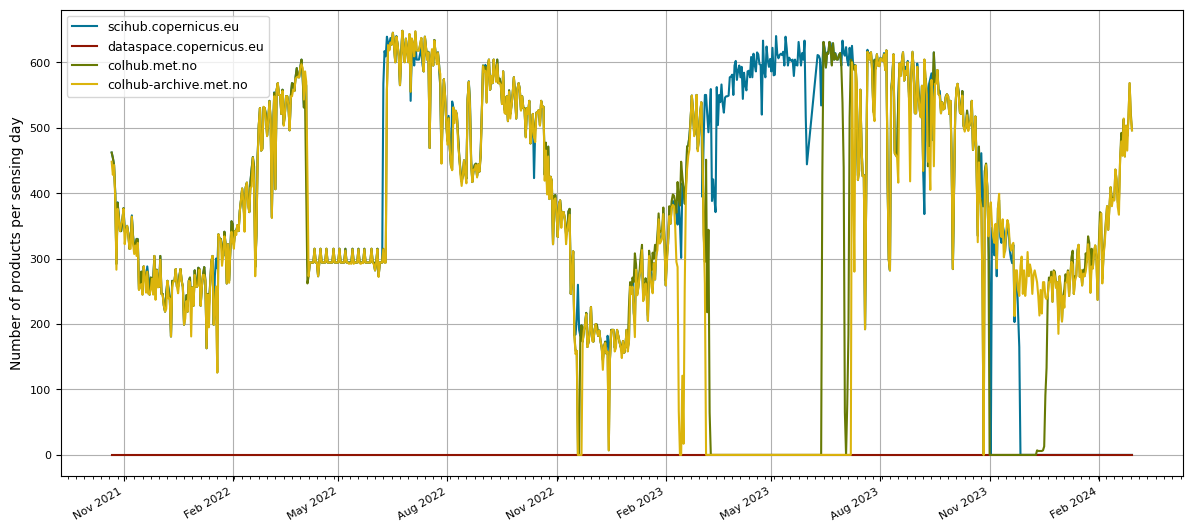 scihub.copernicus.eu
dataspace.copernicus.eu
colhub.met.no
colhub-archive.met.no
Number of products per sensing day
600
500
400
300
200
100
0
Nov 2021
Feb 2022
May 2022
Aug 2022
Nov 2022
Feb 2023
May 2023
Aug 2023
Nov 2023
Feb 2024